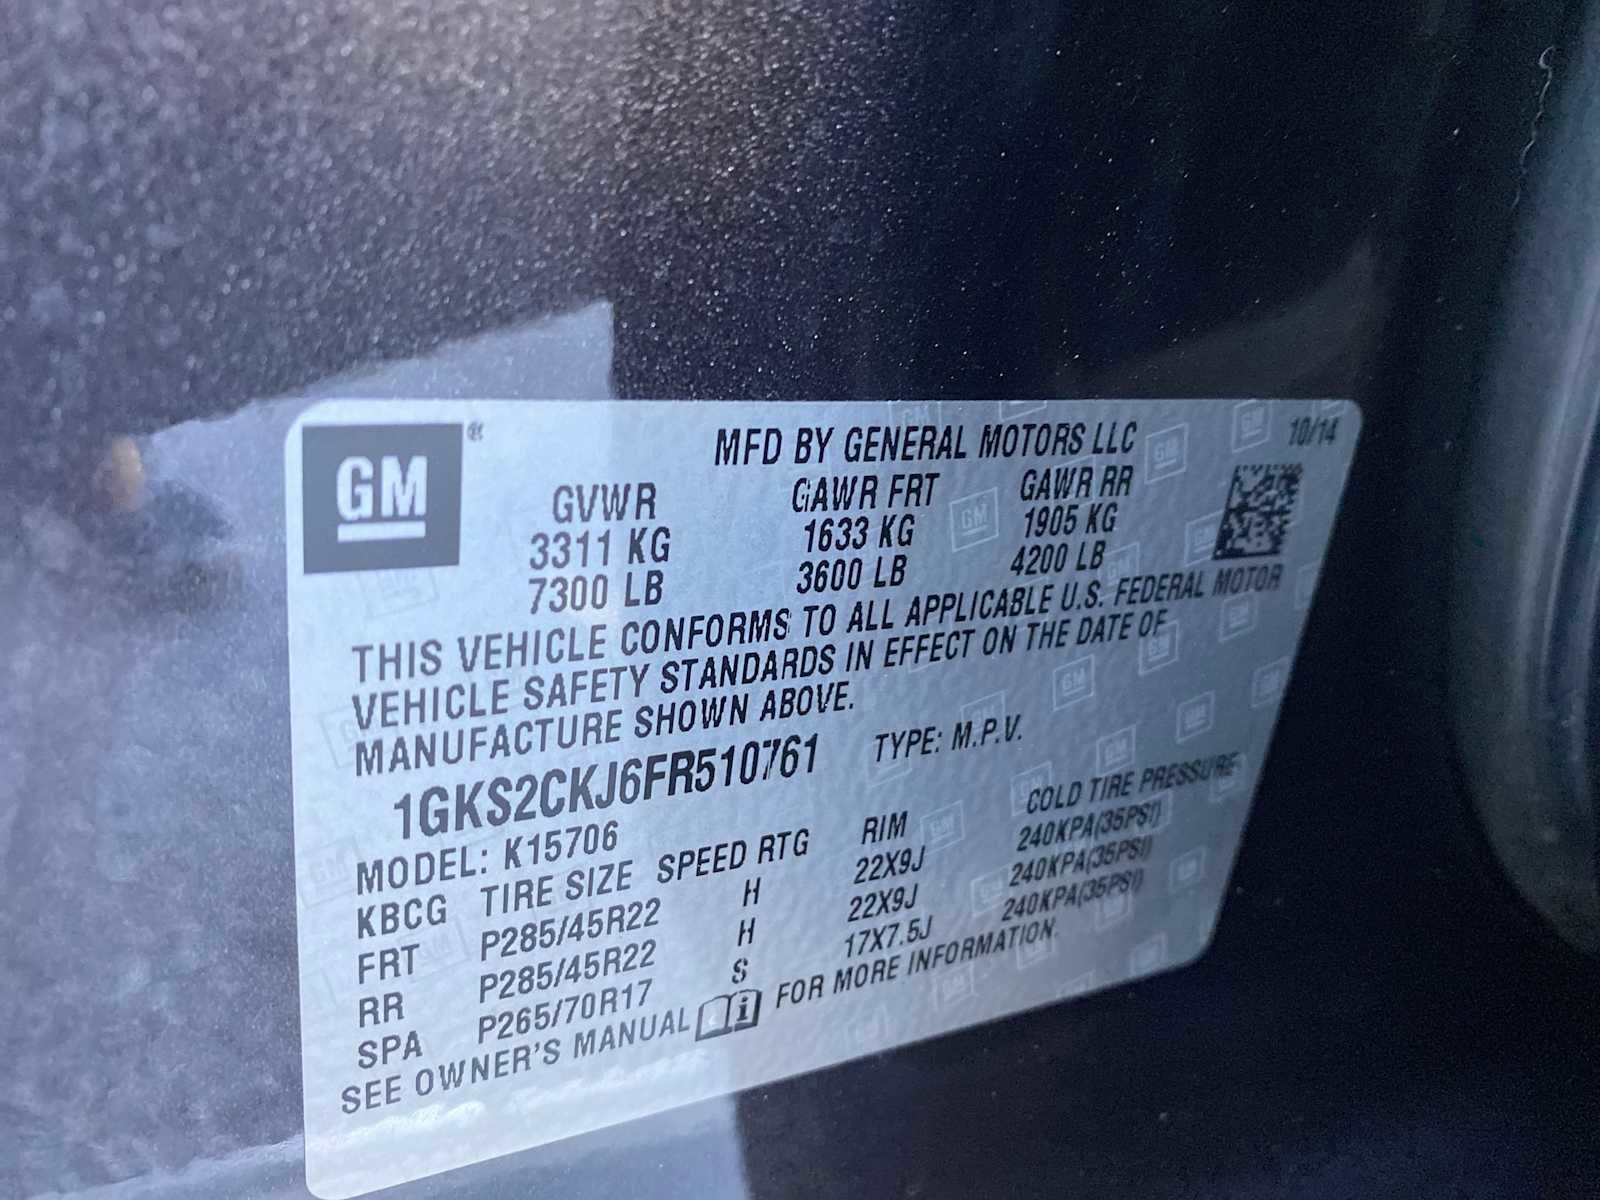 GM ®
MFD BY GENERAL MOTORS LLC 10/14
GVWR GAWR FRT GAWR RR
3311 KG 1633 KG 1905 KG
7300 LB 3600 LB 4200 LB
THIS VEHICLE CONFORMS TO ALL APPLICABLE U.S. FEDERAL MOTOR
VEHICLE SAFETY STANDARDS IN EFFECT ON THE DATE OF
MANUFACTURE SHOWN ABOVE.
1GKS2CKJ6FR510761 TYPE: M.P.V.
MODEL: K15706
KBCG TIRE SIZE SPEED RTG RIM COLD TIRE PRESSURE
FRT P285/45R22 H 22X9J 240KPA(35PSI)
RR P285/45R22 H 22X9J 240KPA(35PSI)
SPA P265/70R17 S 17X7.5J 240KPA(35PSI)
SEE OWNER'S MANUAL i FOR MORE INFORMATION.